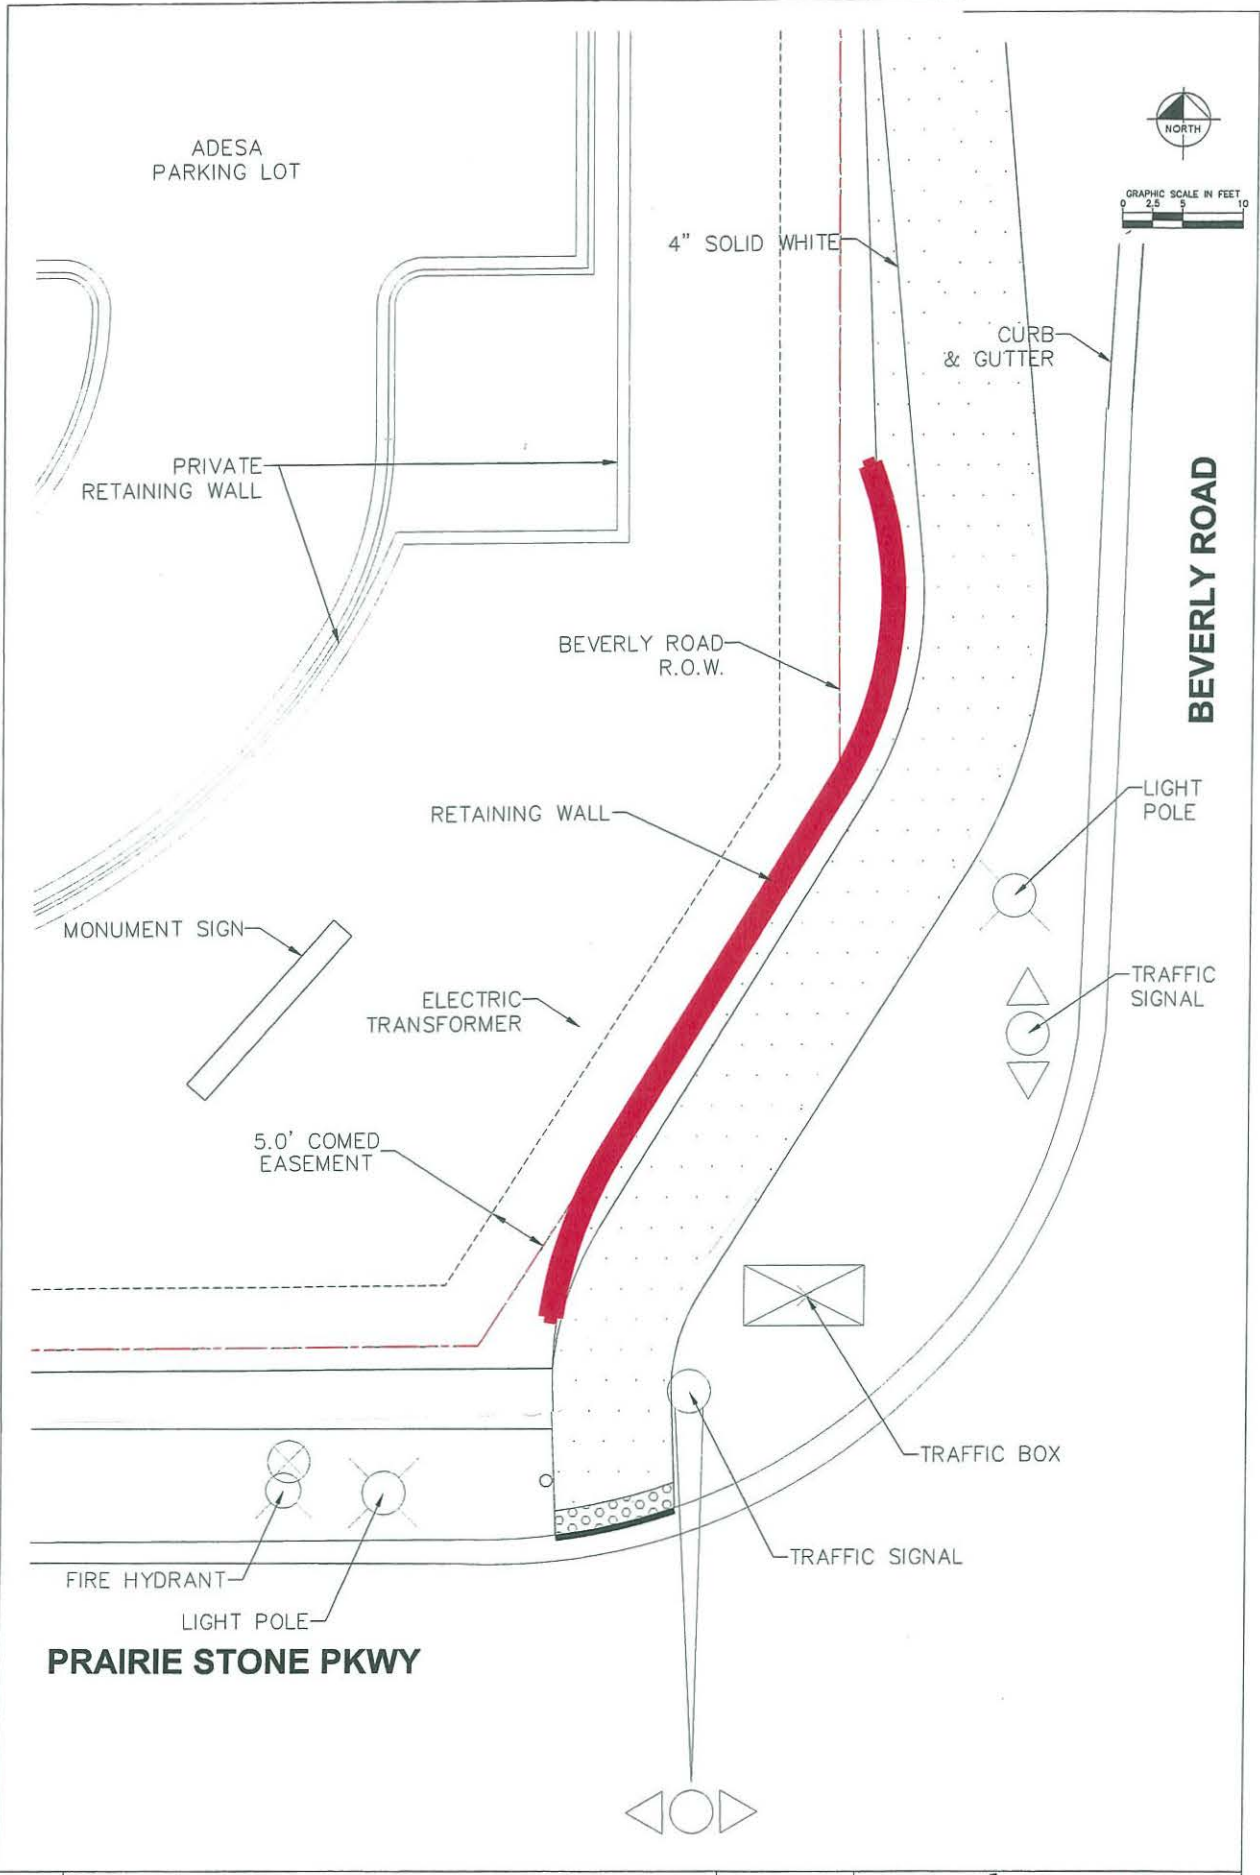 ADESA
PARKING LOT
NORTH
GRAPHIC SCALE IN FEET
0 2.5 5 10
4" SOLID WHITE
CURB
& GUTTER
PRIVATE
RETAINING WALL
BEVERLY ROAD
BEVERLY ROAD
R.O.W.
RETAINING WALL
LIGHT
POLE
MONUMENT SIGN
TRAFFIC
SIGNAL
ELECTRIC
TRANSFORMER
5.0' COMED
EASEMENT
TRAFFIC BOX
TRAFFIC SIGNAL
FIRE HYDRANT
LIGHT POLE
PRAIRIE STONE PKWY